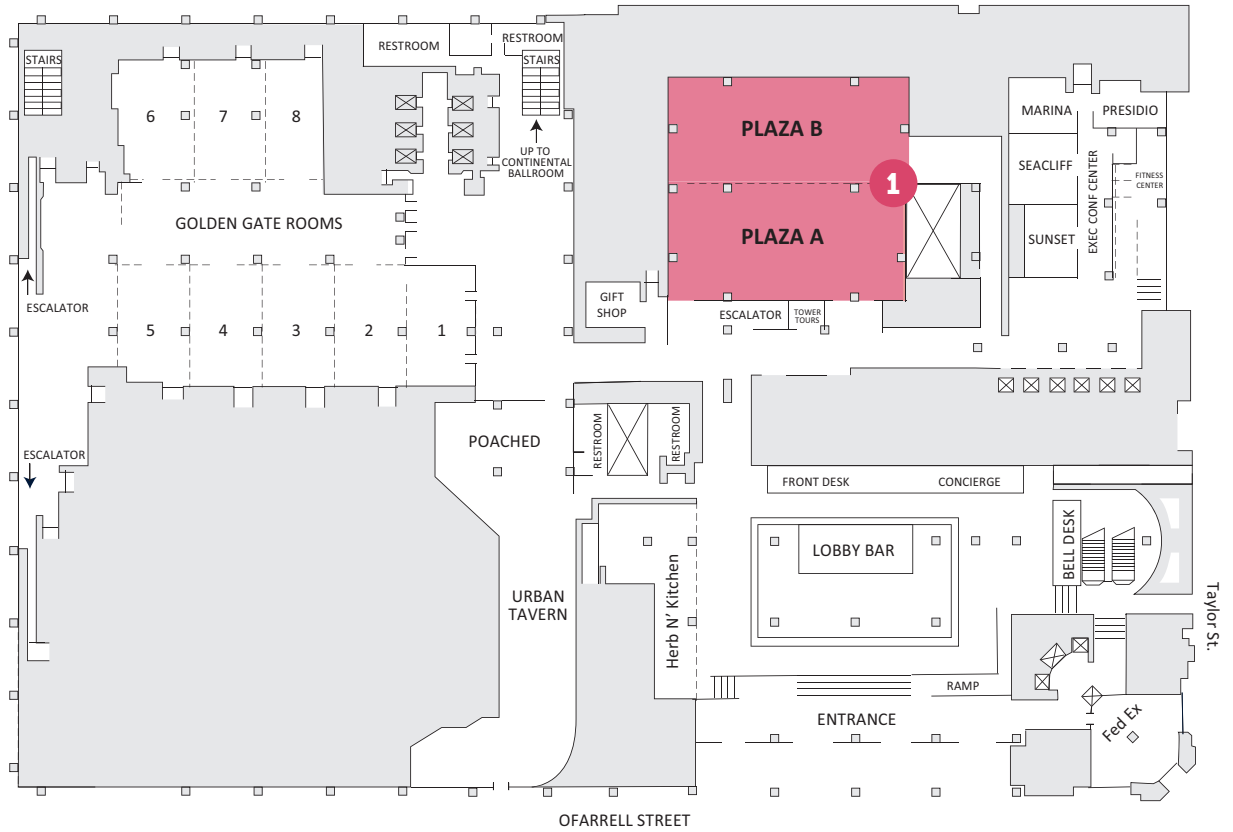 RESTROOM
RESTROOM
STAIRS
STAIRS
6
7
8
UP TO
CONTINENTAL
BALLROOM
PLAZA B
MARINA
PRESIDIO
SEACLIFF
EXEC CONF CENTER
FITNESS
CENTER
1
GOLDEN GATE ROOMS
PLAZA A
SUNSET
ESCALATOR
GIFT
SHOP
ESCALATOR
TOWER
TOURS
5
4
3
2
1
ESCALATOR
POACHED
RESTROOM
RESTROOM
FRONT DESK
CONCIERGE
LOBBY BAR
BELL DESK
URBAN
TAVERN
Herb N' Kitchen
Taylor St.
RAMP
ENTRANCE
Fed Ex
OFARRELL STREET